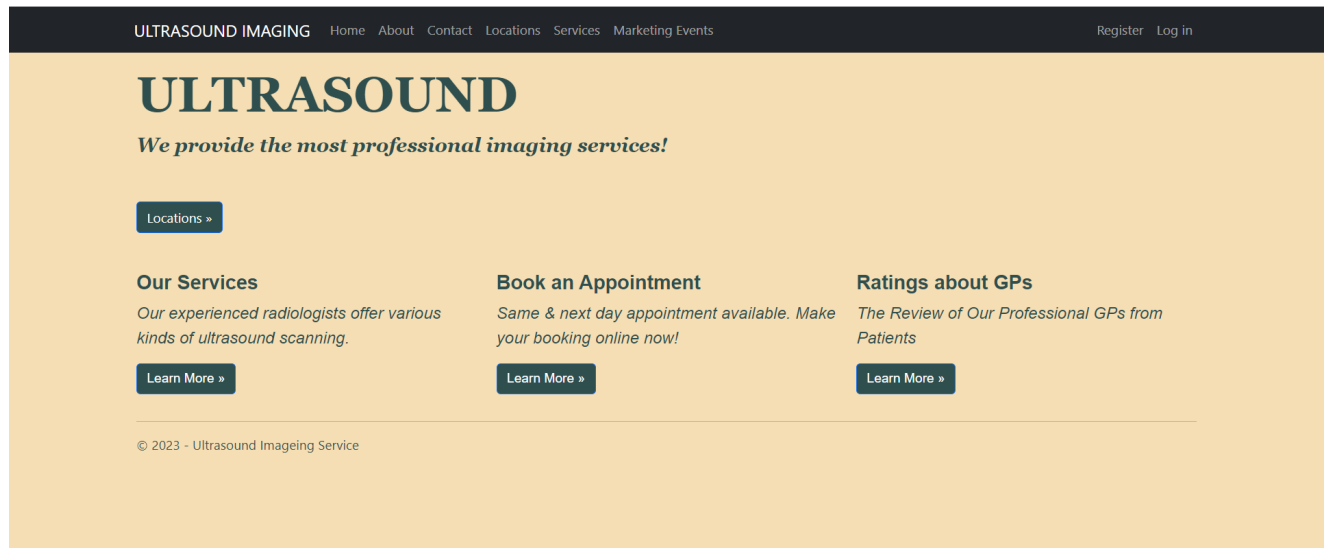 ULTRASOUND IMAGING Home About Contact Locations Services Marketing Events Register Log in
ULTRASOUND
We provide the most professional imaging services!
Locations »
Our Services
Our experienced radiologists offer various
kinds of ultrasound scanning.
Learn More »
Book an Appointment
Same & next day appointment available. Make
your booking online now!
Learn More »
Ratings about GPs
The Review of Our Professional GPs from
Patients
Learn More »
© 2023 - Ultrasound Imageing Service